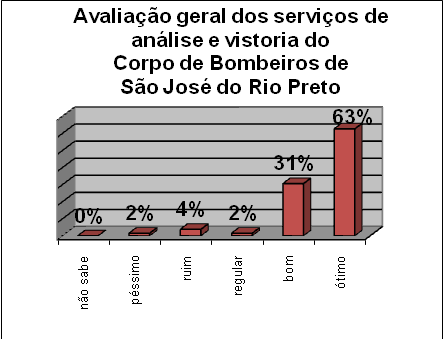 Avaliação geral dos serviços de
análise e vistoria do
Corpo de Bombeiros de
São José do Rio Preto
0%
2%
4%
2%
31%
63%
não sabe
péssimo
ruim
regular
bom
ótimo